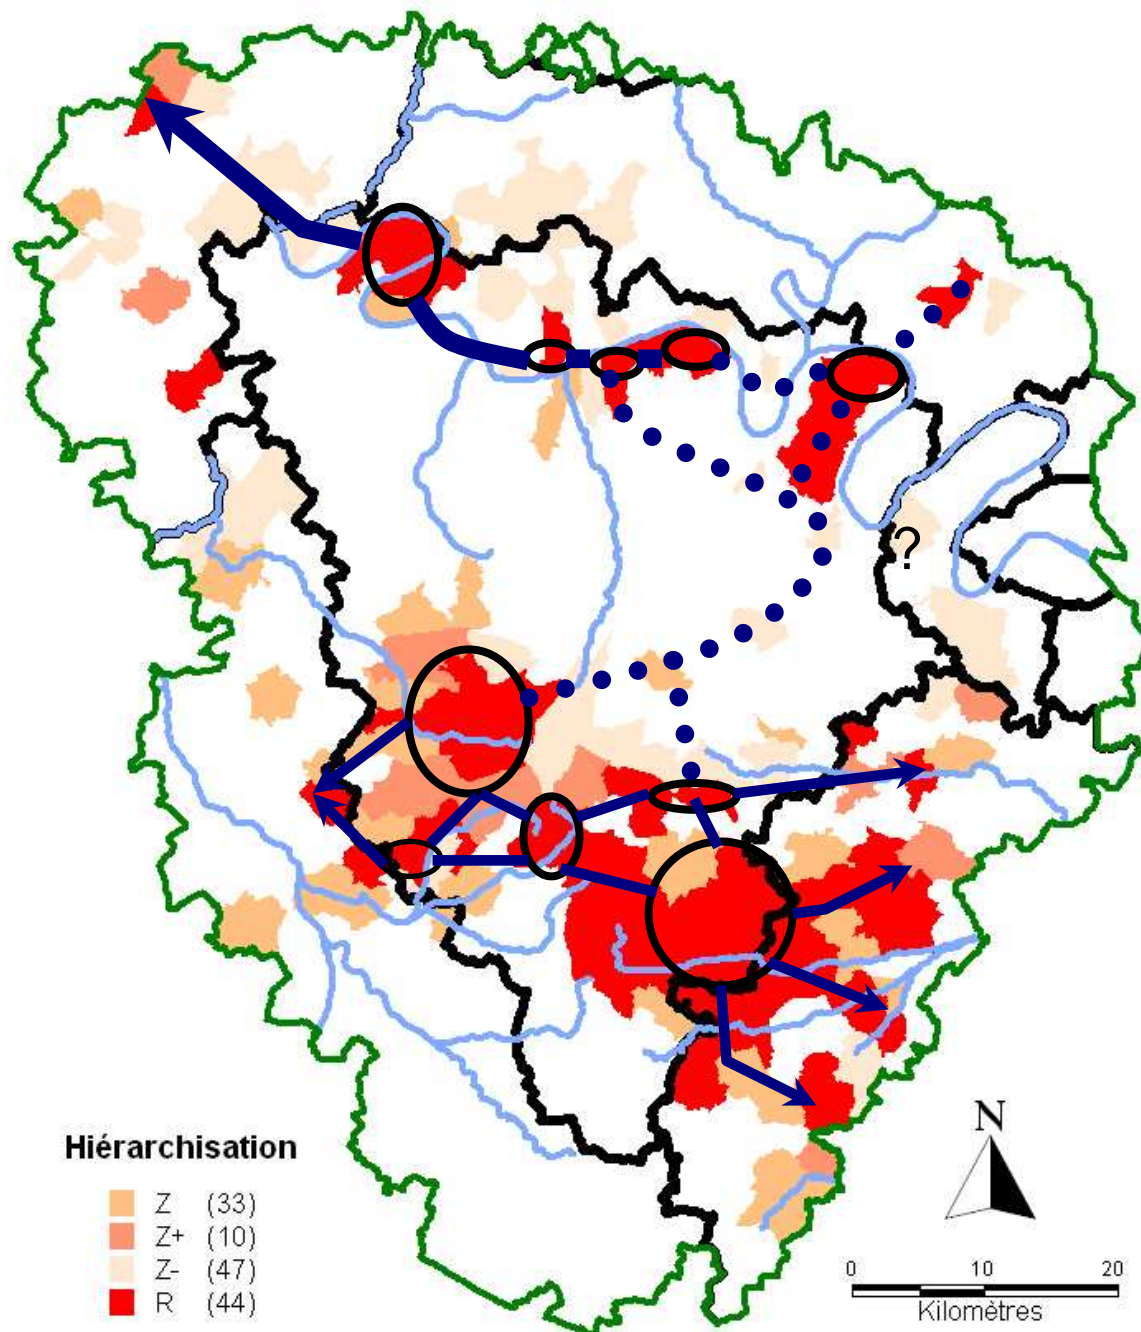 ?
Hiérarchisation
Z (33)
Z+ (10)
Z- (47)
R (44)
N
0 10 20
Kilomètres